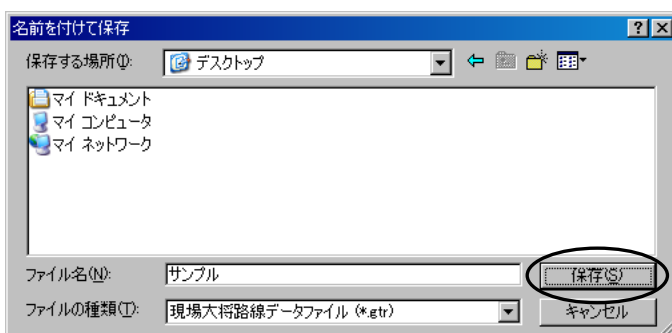 名前を付けて保存
保存する場所(I): デスクトップ
マイ ドキュメント
マイ コンピュータ
マイ ネットワーク
ファイル名(N): サンプル 保存(S)
ファイルの種類(T): 現場大将路線データファイル (*.gtr) キャンセル